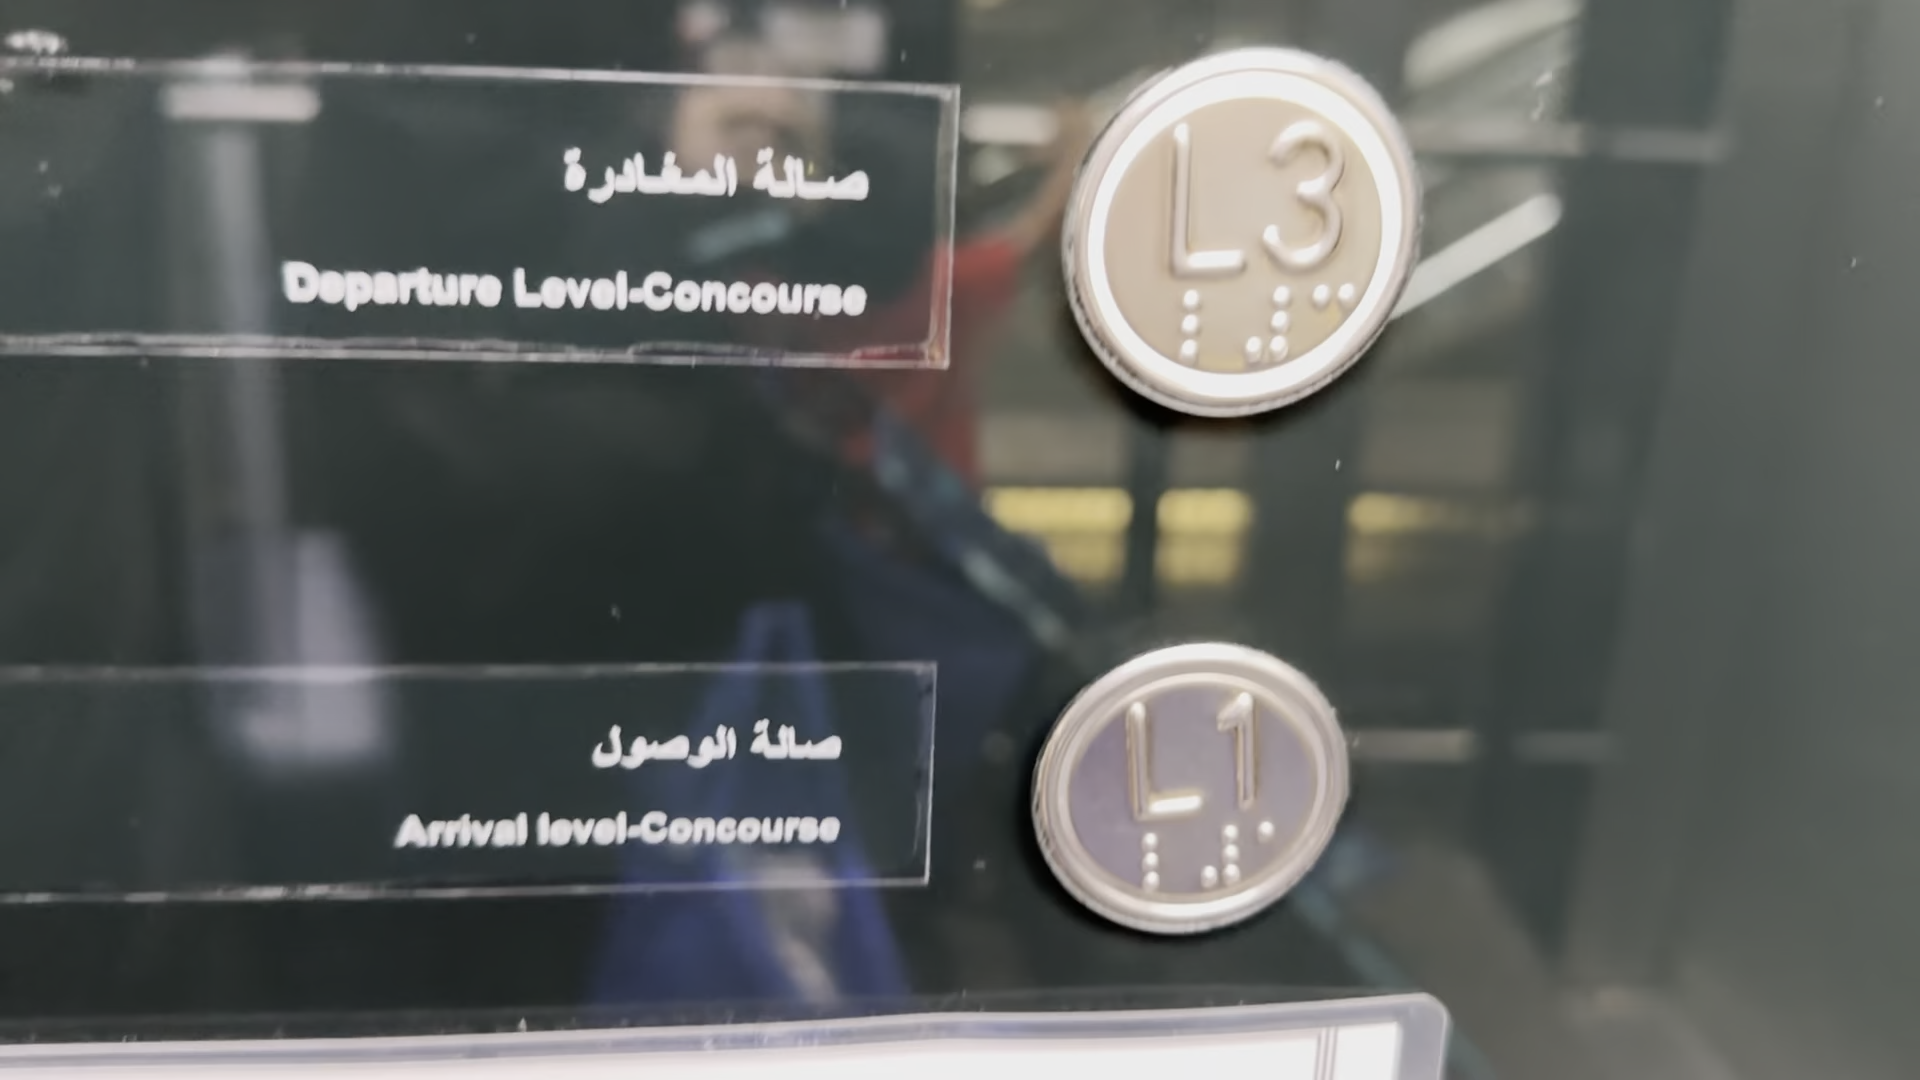 صالة المغادرة
Departure Level-Concourse
L3
صالة الوصول
Arrival level-Concourse
L1